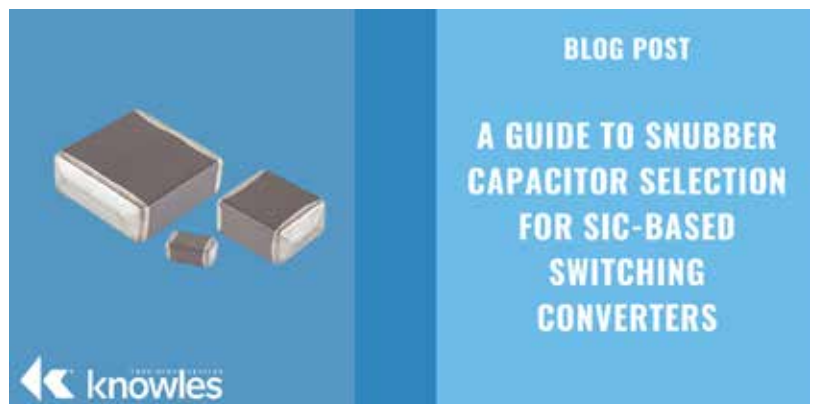 BLOG POST
A GUIDE TO SNUBBER
CAPACITOR SELECTION
FOR SIC-BASED
SWITCHING
CONVERTERS
knowles